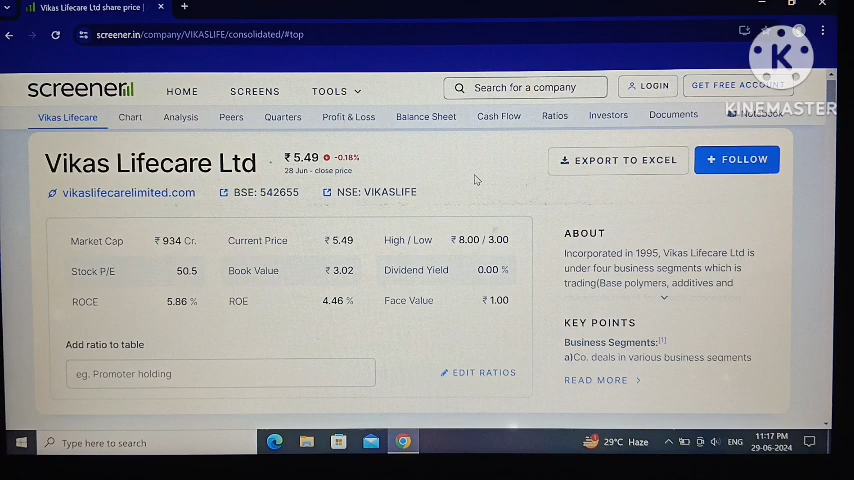 Vikas Lifecare Ltd share price |
screener.in/company/VIKASLIFE/consolidated/#top
K
KINEMASTER
screener
HOME
SCREENS
TOOLS
Search for a company
LOGIN
GET FREE ACCOUNT
Vikas Lifecare
Chart
Analysis
Peers
Quarters
Profit & Loss
Balance Sheet
Cash Flow
Ratios
Investors
Documents
Notebook
Vikas Lifecare Ltd
₹ 5.49 -0.18%
28 Jun - close price
EXPORT TO EXCEL
+ FOLLOW
vikaslifecarelimited.com
BSE: 542655
NSE: VIKASLIFE
Market Cap ₹ 934 Cr.
Current Price ₹ 5.49
High / Low ₹ 8.00 / 3.00
Stock P/E 50.5
Book Value ₹ 3.02
Dividend Yield 0.00 %
ROCE 5.86 %
ROE 4.46 %
Face Value ₹ 1.00
Add ratio to table
eg. Promoter holding
EDIT RATIOS
ABOUT
Incorporated in 1995, Vikas Lifecare Ltd is
under four business segments which is
trading(Base polymers, additives and
KEY POINTS
Business Segments:[1]
a)Co. deals in various business segments
READ MORE
Type here to search
29°C Haze
ENG
11:17 PM
29-06-2024